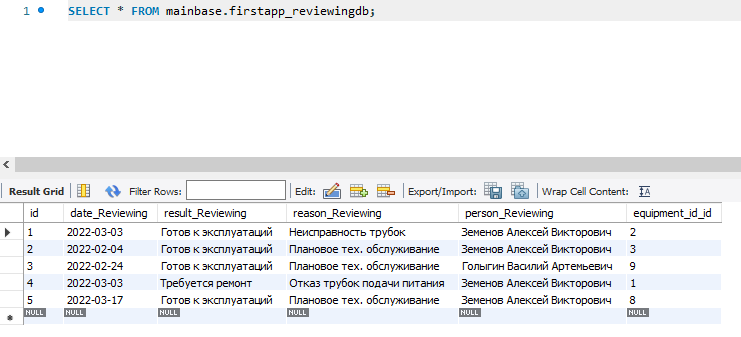 1 SELECT * FROM mainbase.firstapp_reviewingdb;
Result Grid Filter Rows: Edit: Export/Import: Wrap Cell Content:
id date_Reviewing result_Reviewing reason_Reviewing person_Reviewing equipment_id_id
1 2022-03-03 Готов к эксплуатаций Неисправность трубок Земенов Алексей Викторович 2
2 2022-02-04 Готов к эксплуатаций Плановое тех. обслуживание Земенов Алексей Викторович 3
3 2022-02-24 Готов к эксплуатаций Плановое тех. обслуживание Голыгин Василий Артемьевич 9
4 2022-03-03 Требуется ремонт Отказ трубок подачи питания Земенов Алексей Викторович 1
5 2022-03-17 Готов к эксплуатаций Плановое тех. обслуживание Земенов Алексей Викторович 8
NULL NULL NULL NULL NULL NULL